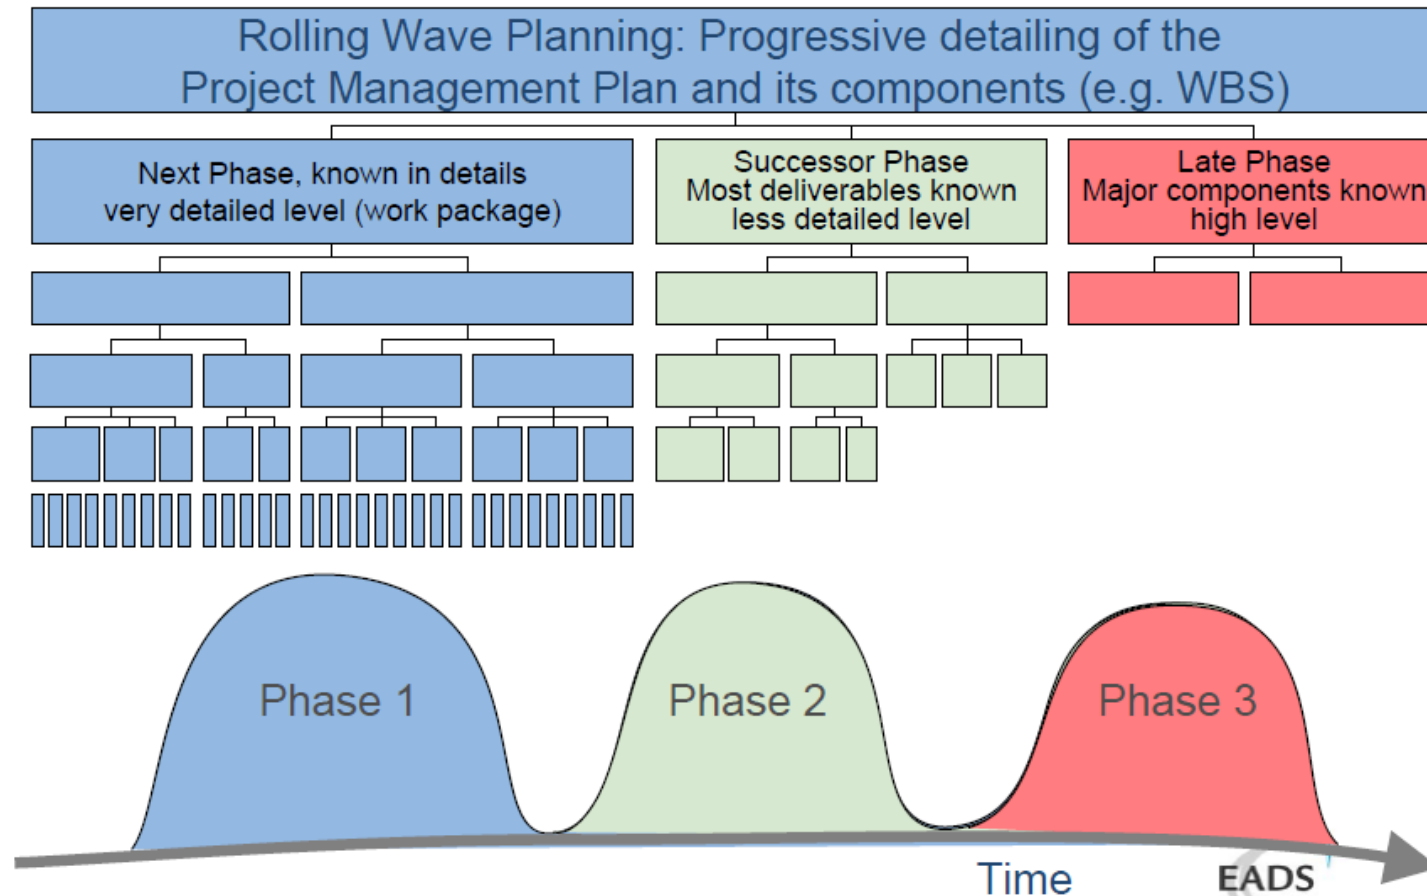 Rolling Wave Planning: Progressive detailing of the
Project Management Plan and its components (e.g. WBS)
Next Phase, known in details
very detailed level (work package)
Successor Phase
Most deliverables known
less detailed level
Late Phase
Major components known
high level
Phase 1
Phase 2
Phase 3
Time
EADS